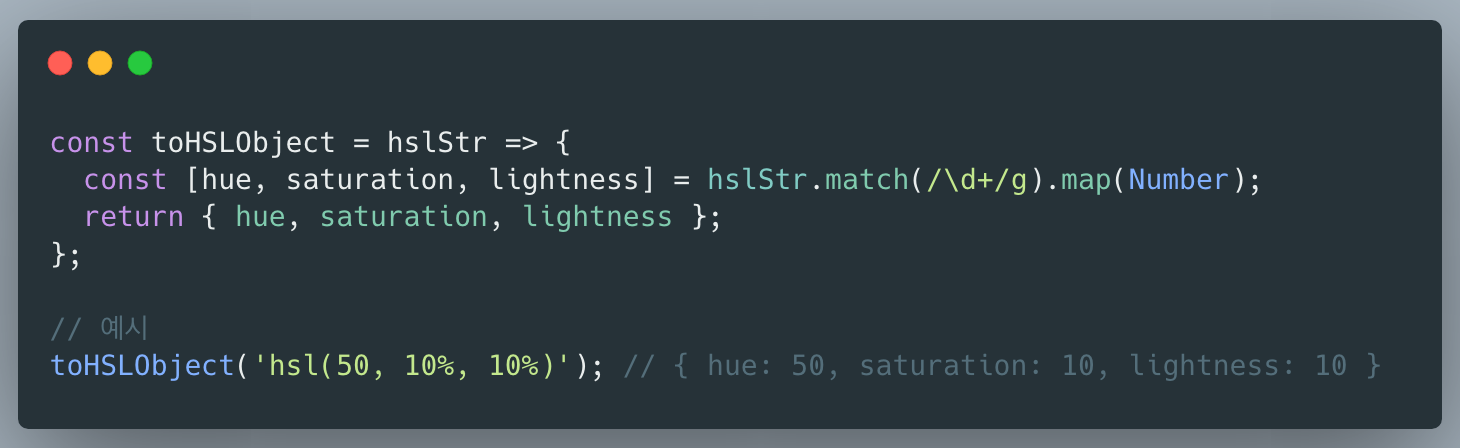 const toHSLObject = hslStr => {
  const [hue, saturation, lightness] = hslStr.match(/\d+/g).map(Number);
  return { hue, saturation, lightness };
};

// 예시
toHSLObject('hsl(50, 10%, 10%)'); // { hue: 50, saturation: 10, lightness: 10 }